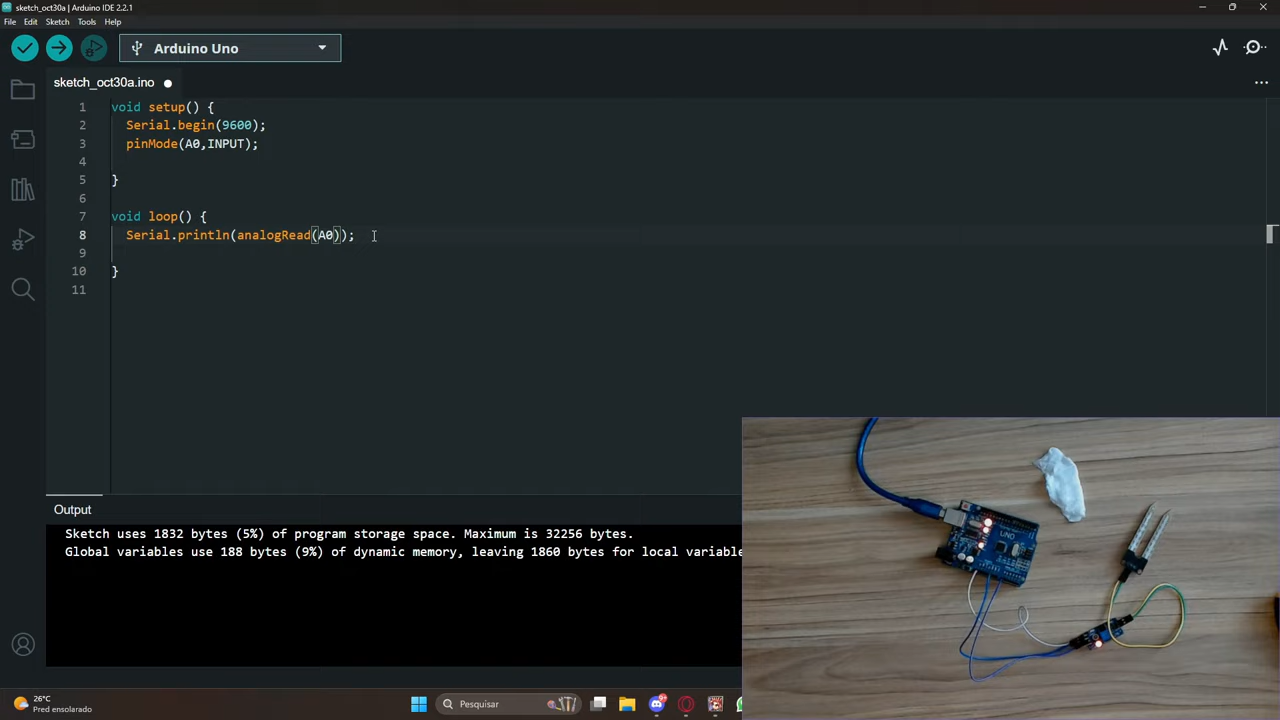 sketch_oct30a | Arduino IDE 2.2.1
File Edit Sketch Tools Help
Arduino Uno
sketch_oct30a.ino
1 void setup() {
2 Serial.begin(9600);
3 pinMode(A0,INPUT);
4
5 }
6
7 void loop() {
8 Serial.println(analogRead(A0));
9
10 }
11
Output
Sketch uses 1832 bytes (5%) of program storage space. Maximum is 32256 bytes.
Global variables use 188 bytes (9%) of dynamic memory, leaving 1860 bytes for local variable
UNO
26°C
Pred ensolarado
Pesquisar